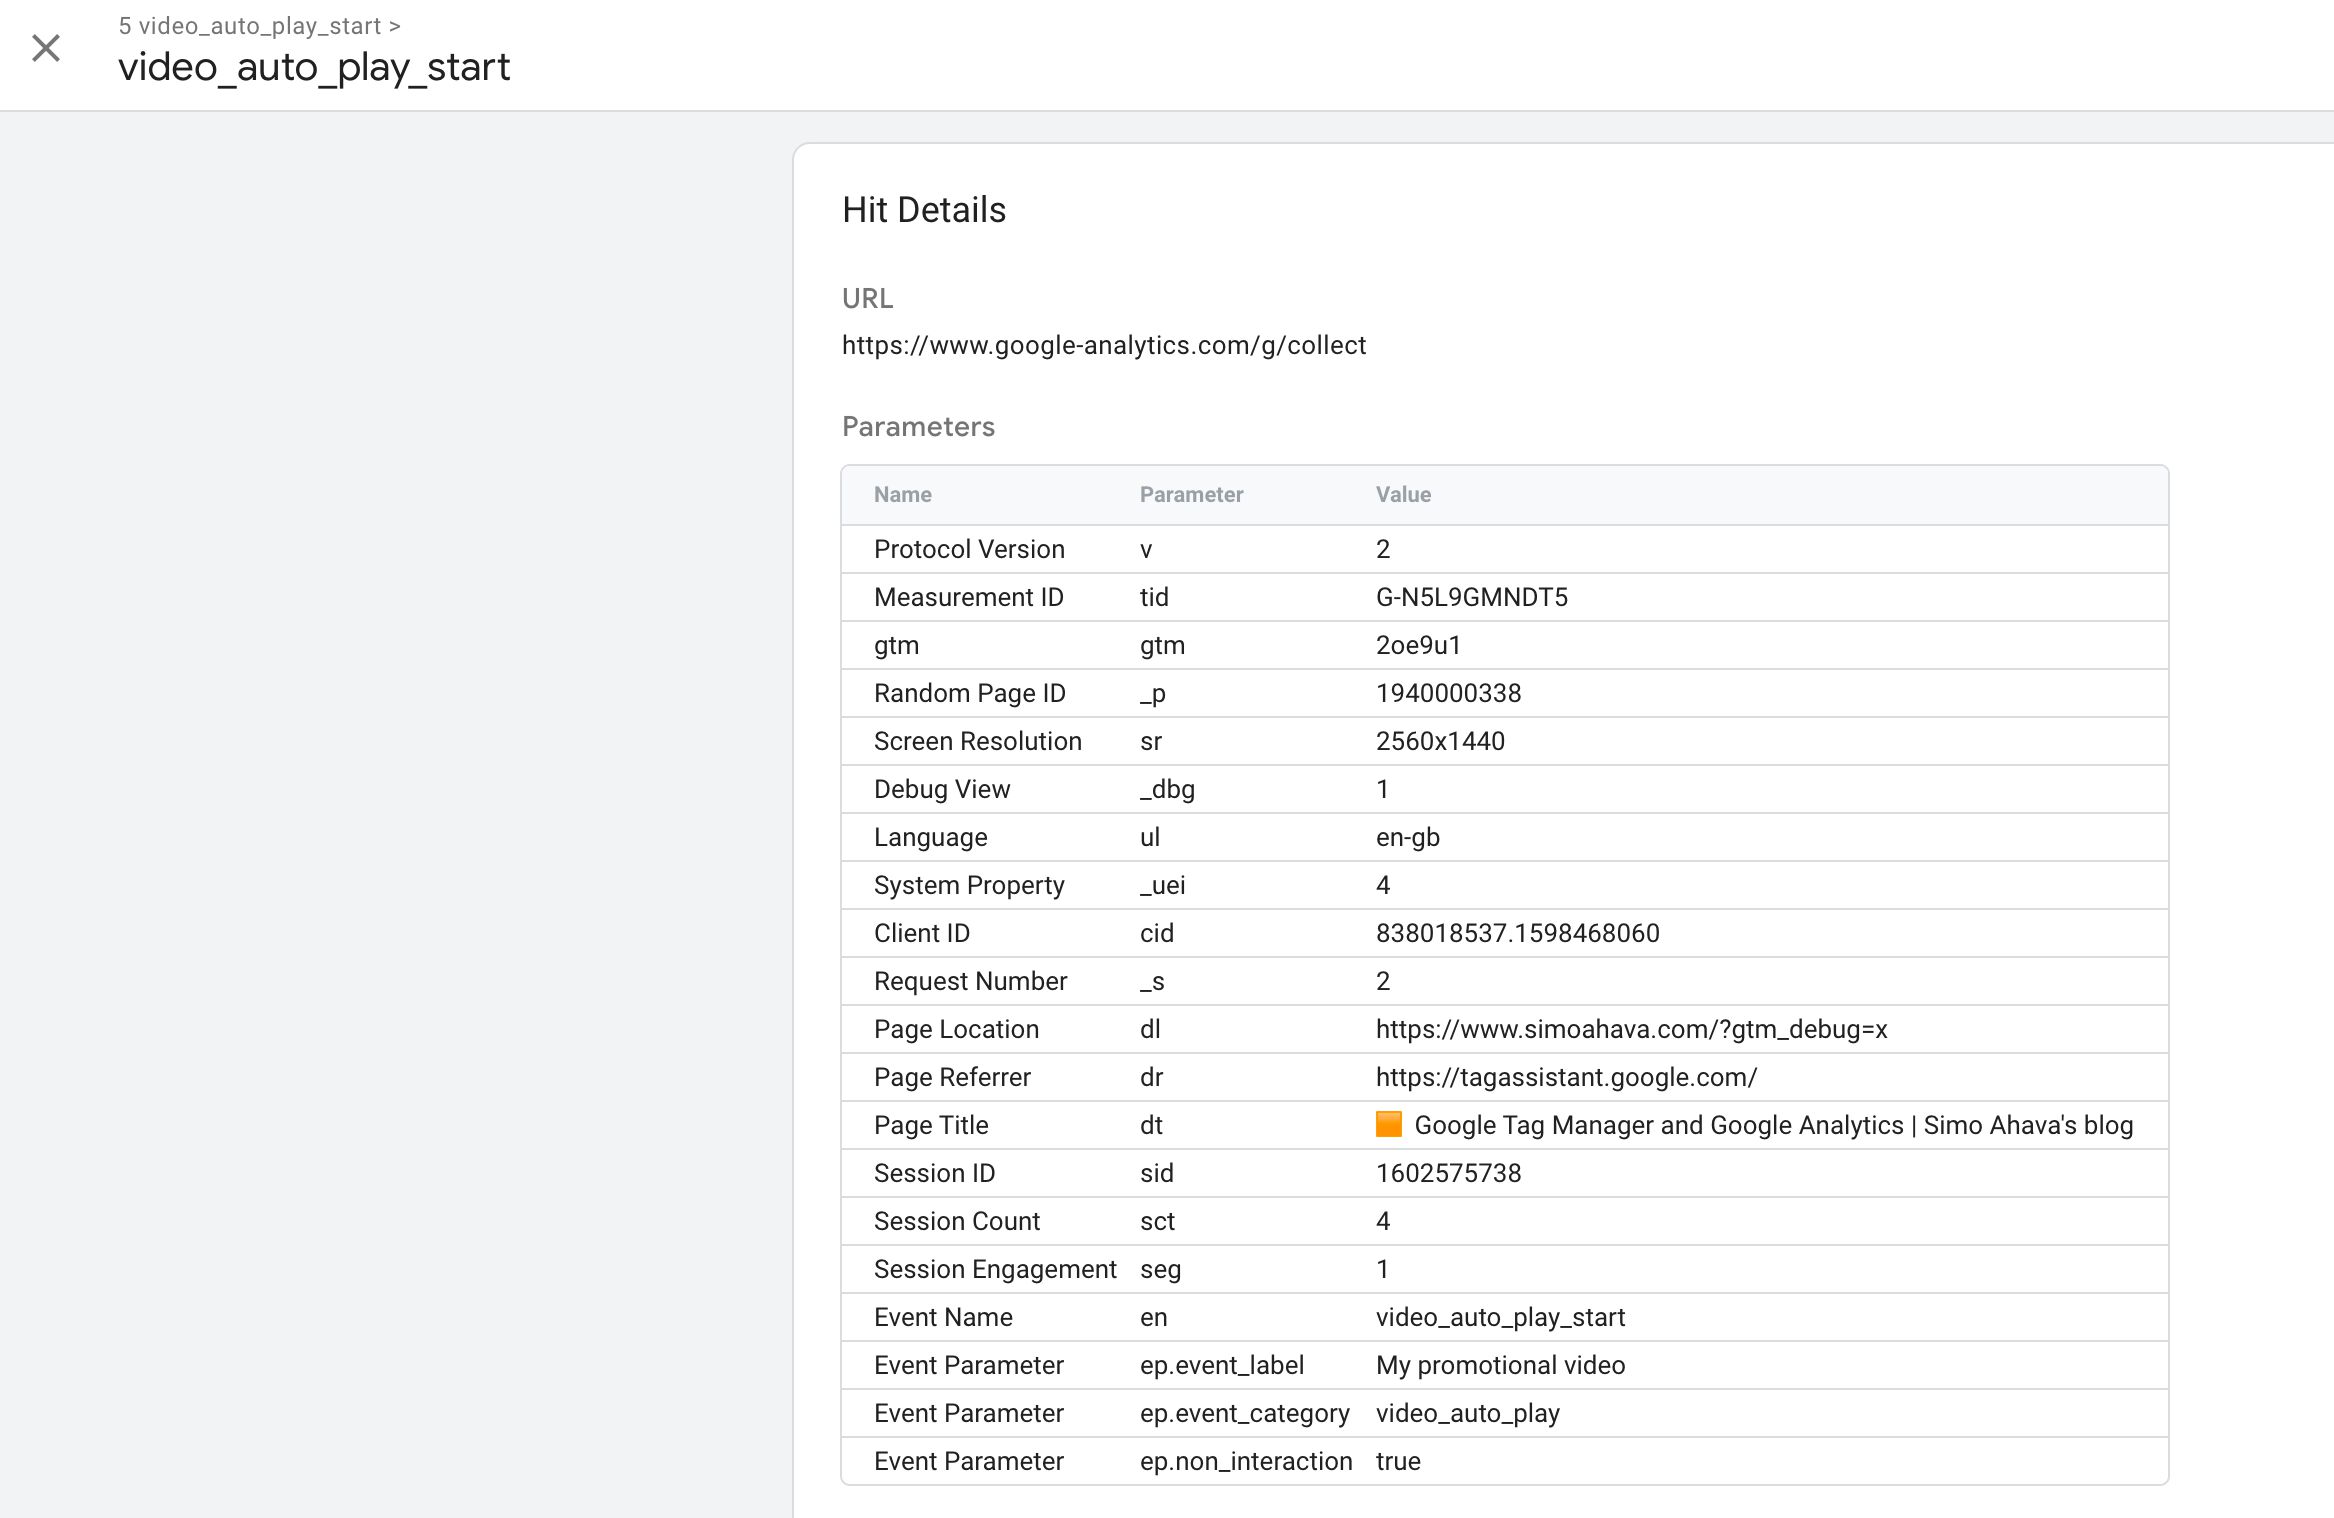 5 video_auto_play_start >
video_auto_play_start
Hit Details
URL
https://www.google-analytics.com/g/collect
Parameters
Name Parameter Value
Protocol Version v 2
Measurement ID tid G-N5L9GMNDT5
gtm gtm 2oe9u1
Random Page ID _p 1940000338
Screen Resolution sr 2560x1440
Debug View _dbg 1
Language ul en-gb
System Property _uei 4
Client ID cid 838018537.1598468060
Request Number _s 2
Page Location dl https://www.simoahava.com/?gtm_debug=x
Page Referrer dr https://tagassistant.google.com/
Page Title dt 🟧 Google Tag Manager and Google Analytics | Simo Ahava's blog
Session ID sid 1602575738
Session Count sct 4
Session Engagement seg 1
Event Name en video_auto_play_start
Event Parameter ep.event_label My promotional video
Event Parameter ep.event_category video_auto_play
Event Parameter ep.non_interaction true